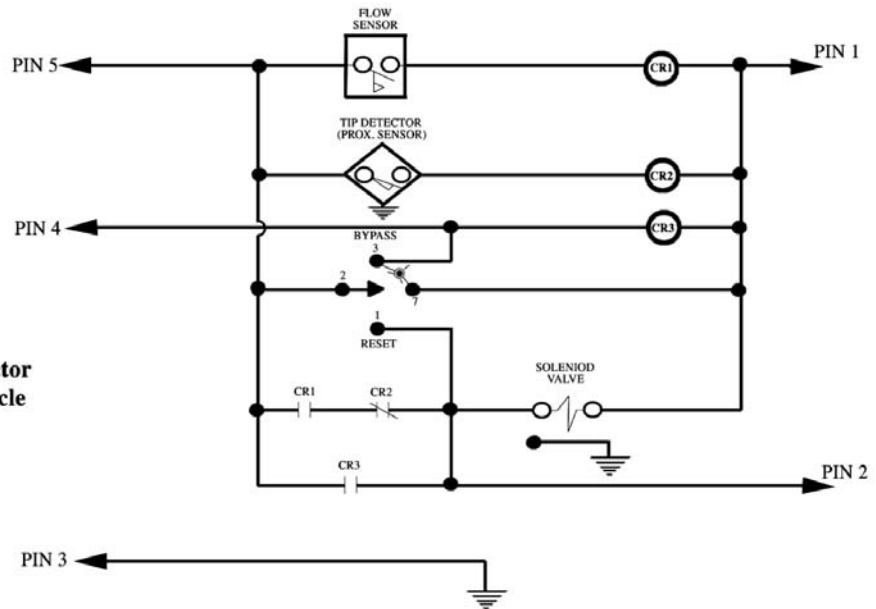 FLOW
SENSOR
PIN 5
CR1
PIN 1
TIP DETECTOR
(PROX. SENSOR)
CR2
PIN 4
CR3
BYPASS
3
2
7
1
RESET
SOLENIOD
VALVE
ctor
cle
CR1
CR2
CR3
PIN 2
PIN 3